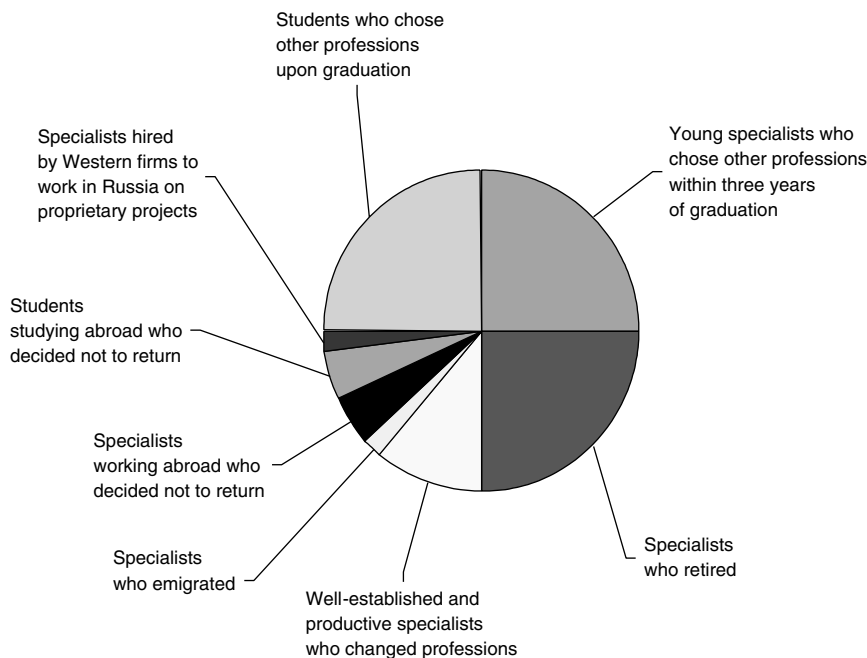 Students who chose
other professions
upon graduation
Young specialists who
chose other professions
within three years
of graduation
Specialists hired
by Western firms to
work in Russia on
proprietary projects
Students
studying abroad who
decided not to return
Specialists
working abroad who
decided not to return
Specialists
who emigrated
Well-established and
productive specialists
who changed professions
Specialists
who retired